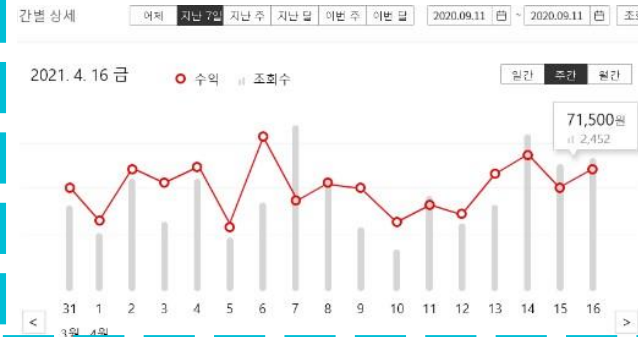 간별 상세 어제 지난 7일 지난 주 지난 달 이번 주 이번 달 2020.09.11 ~ 2020.09.11
2021. 4. 16 금 수익 조회수 일간 주간 월간
71,500원
2,452
31 1 2 3 4 5 6 7 8 9 10 11 12 13 14 15 16
< 3월 4월 >